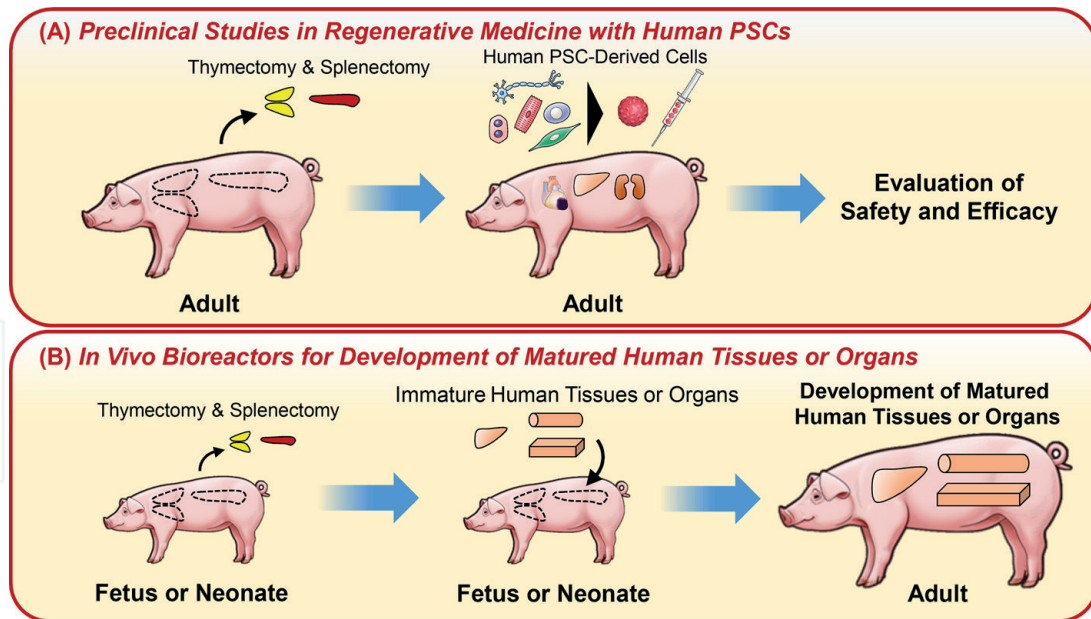 (A) Preclinical Studies in Regenerative Medicine with Human PSCs
Thymectomy & Splenectomy
Human PSC-Derived Cells
Evaluation of
Safety and Efficacy
Adult
Adult
(B) In Vivo Bioreactors for Development of Matured Human Tissues or Organs
Thymectomy & Splenectomy
Immature Human Tissues or Organs
Development of Matured
Human Tissues or Organs
Fetus or Neonate
Fetus or Neonate
Adult